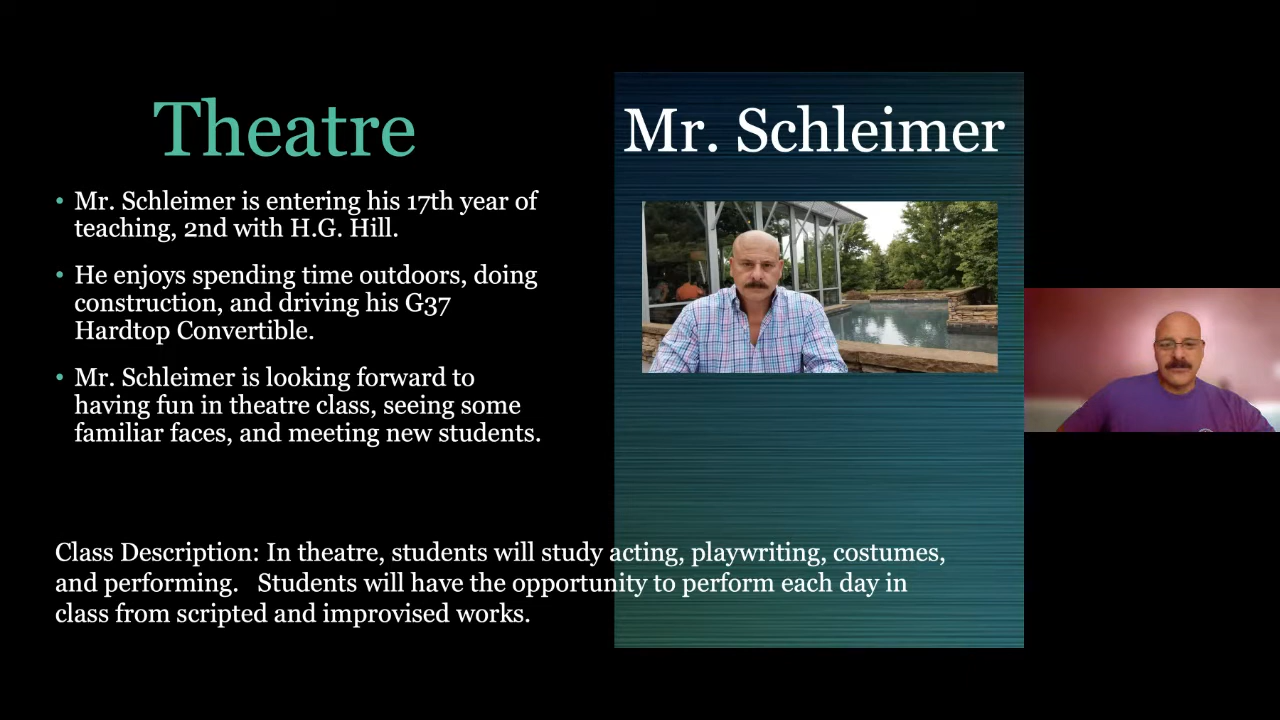 Theatre
Mr. Schleimer
• Mr. Schleimer is entering his 17th year of
teaching, 2nd with H.G. Hill.
• He enjoys spending time outdoors, doing
construction, and driving his G37
Hardtop Convertible.
• Mr. Schleimer is looking forward to
having fun in theatre class, seeing some
familiar faces, and meeting new students.
Class Description: In theatre, students will study acting, playwriting, costumes,
and performing.   Students will have the opportunity to perform each day in
class from scripted and improvised works.